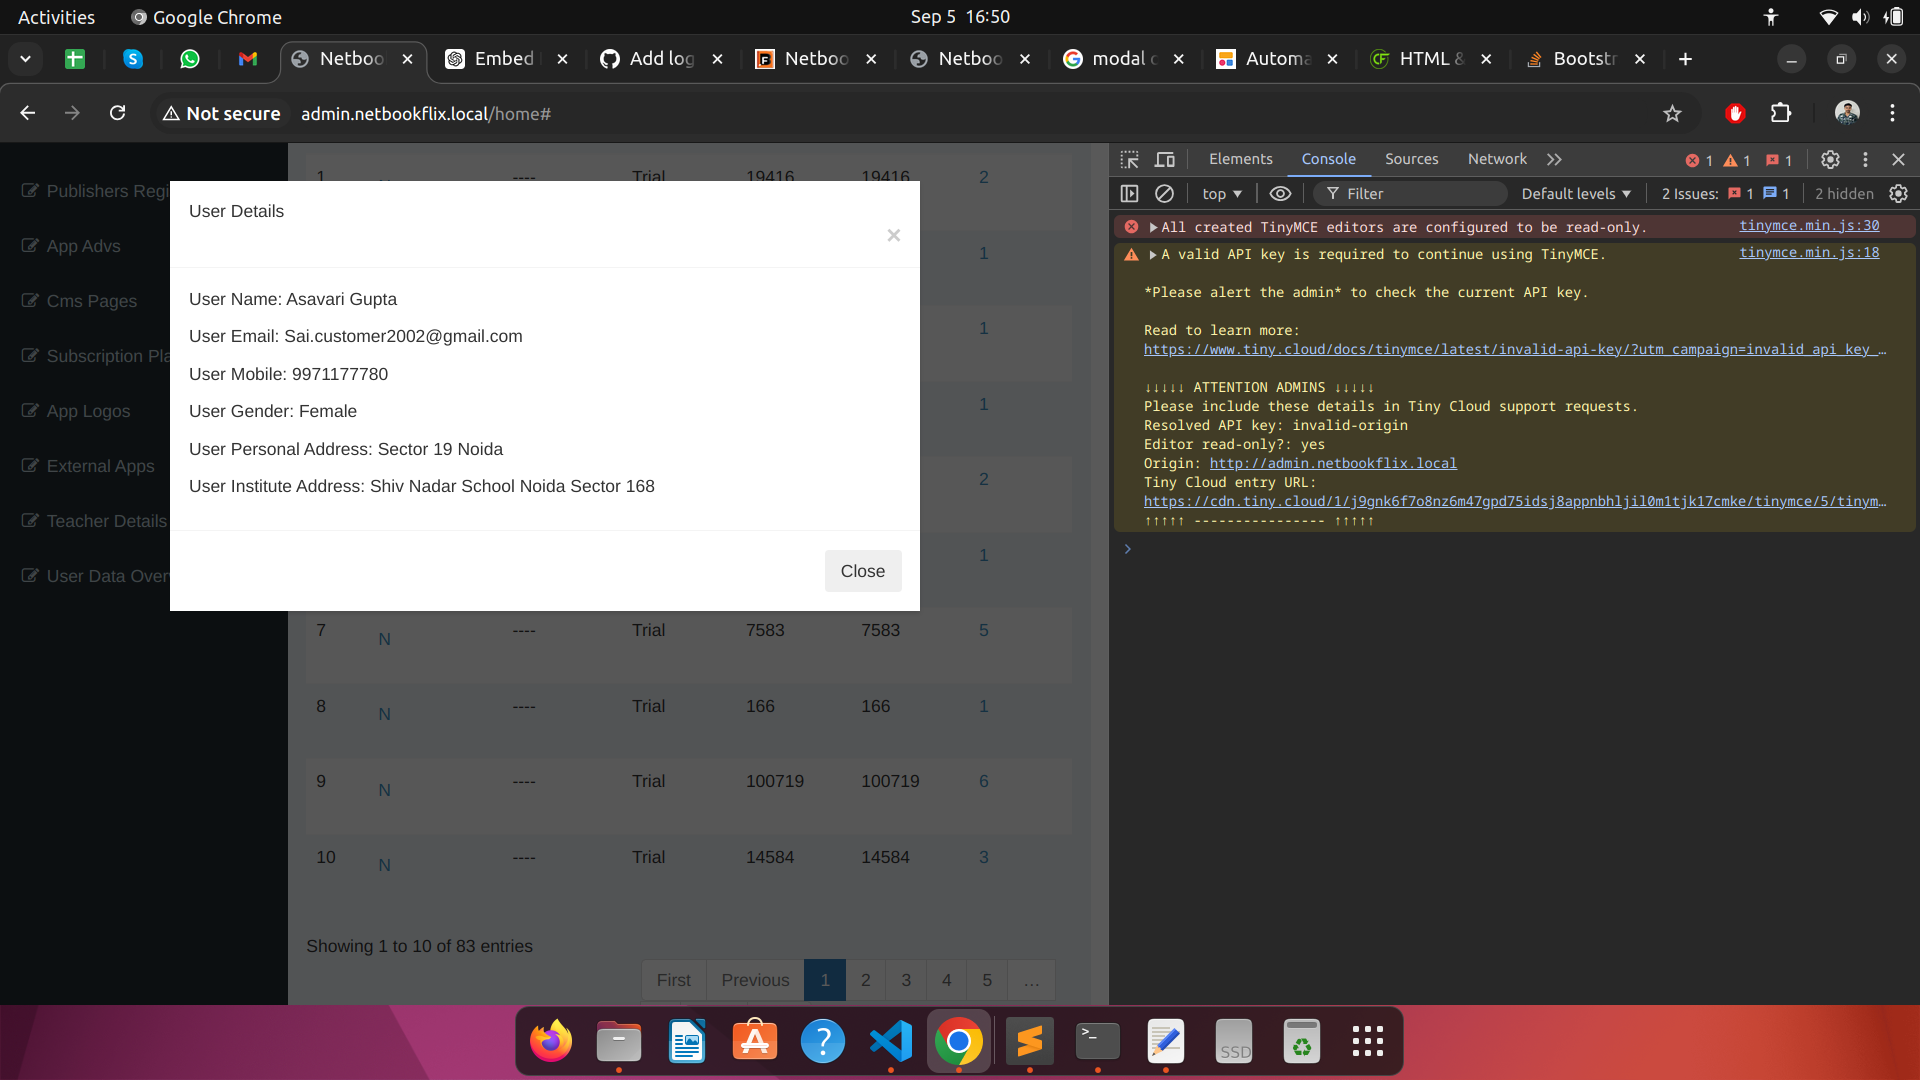 Activities
Google Chrome
Sep 5 16:50
Netboo
Embed
Add log
Netboo
Netboo
modal
Automa
HTML &
Bootstr
Not secure
admin.netbookflix.local/home#
Publishers Regi
App Advs
Cms Pages
Subscription Pla
App Logos
External Apps
Teacher Details
User Data Over
1 ---- Trial 19416 19416 2
1
1
1
2
1
User Details
×
User Name: Asavari Gupta
User Email: Sai.customer2002@gmail.com
User Mobile: 9971177780
User Gender: Female
User Personal Address: Sector 19 Noida
User Institute Address: Shiv Nadar School Noida Sector 168
Close
7 N ---- Trial 7583 7583 5
8 N ---- Trial 166 166 1
9 N ---- Trial 100719 100719 6
10 N ---- Trial 14584 14584 3
Showing 1 to 10 of 83 entries
First Previous 1 2 3 4 5 …
Elements Console Sources Network
1 1 1
top Filter Default levels 2 Issues: 1 1 2 hidden
All created TinyMCE editors are configured to be read-only. tinymce.min.js:30
A valid API key is required to continue using TinyMCE. tinymce.min.js:18
*Please alert the admin* to check the current API key.
Read to learn more:
https://www.tiny.cloud/docs/tinymce/latest/invalid-api-key/?utm_campaign=invalid_api_key_…
↓↓↓↓↓ ATTENTION ADMINS ↓↓↓↓↓
Please include these details in Tiny Cloud support requests.
Resolved API key: invalid-origin
Editor read-only?: yes
Origin: http://admin.netbookflix.local
Tiny Cloud entry URL:
https://cdn.tiny.cloud/1/j9gnk6f7o8nz6m47gpd75idsj8appnbhljil0m1tjk17cmke/tinymce/5/tinym…
↑↑↑↑↑ ---------------- ↑↑↑↑↑
SSD